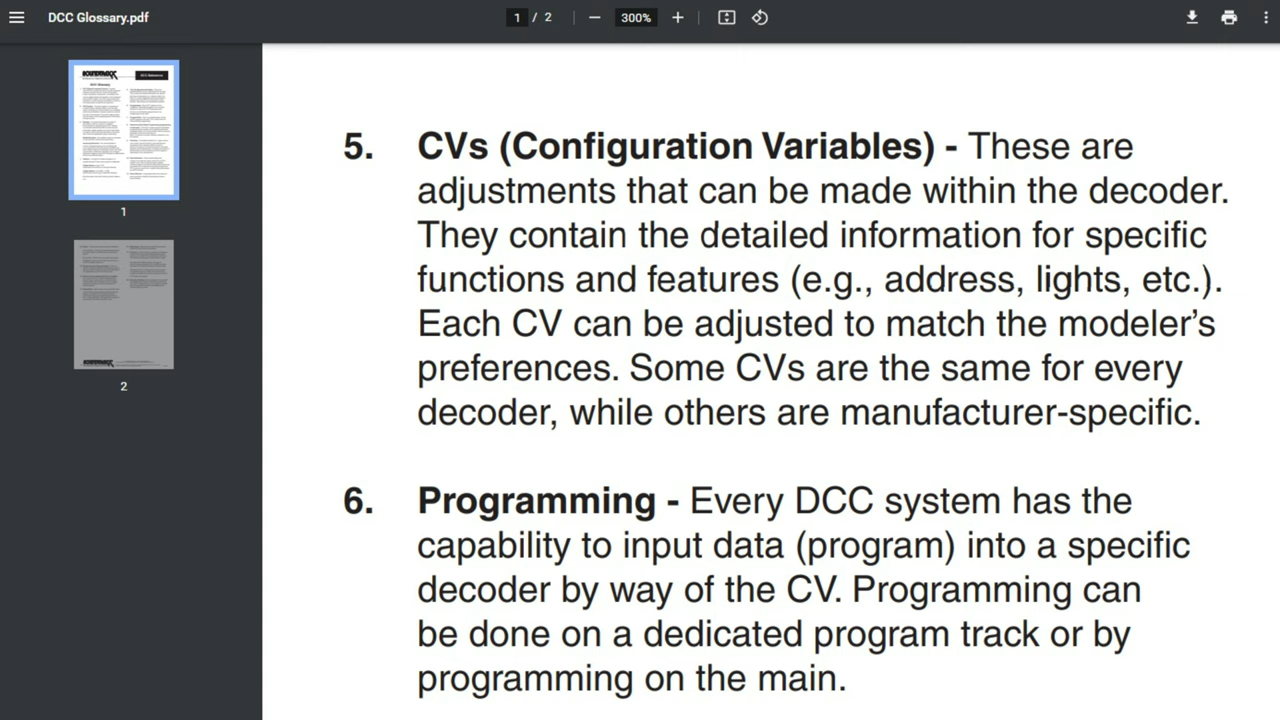 DCC Glossary.pdf
1 / 2
300%
SOUNDTRAXX
1
2
5. CVs (Configuration Variables) - These are
adjustments that can be made within the decoder.
They contain the detailed information for specific
functions and features (e.g., address, lights, etc.).
Each CV can be adjusted to match the modeler’s
preferences. Some CVs are the same for every
decoder, while others are manufacturer-specific.
6. Programming - Every DCC system has the
capability to input data (program) into a specific
decoder by way of the CV. Programming can
be done on a dedicated program track or by
programming on the main.